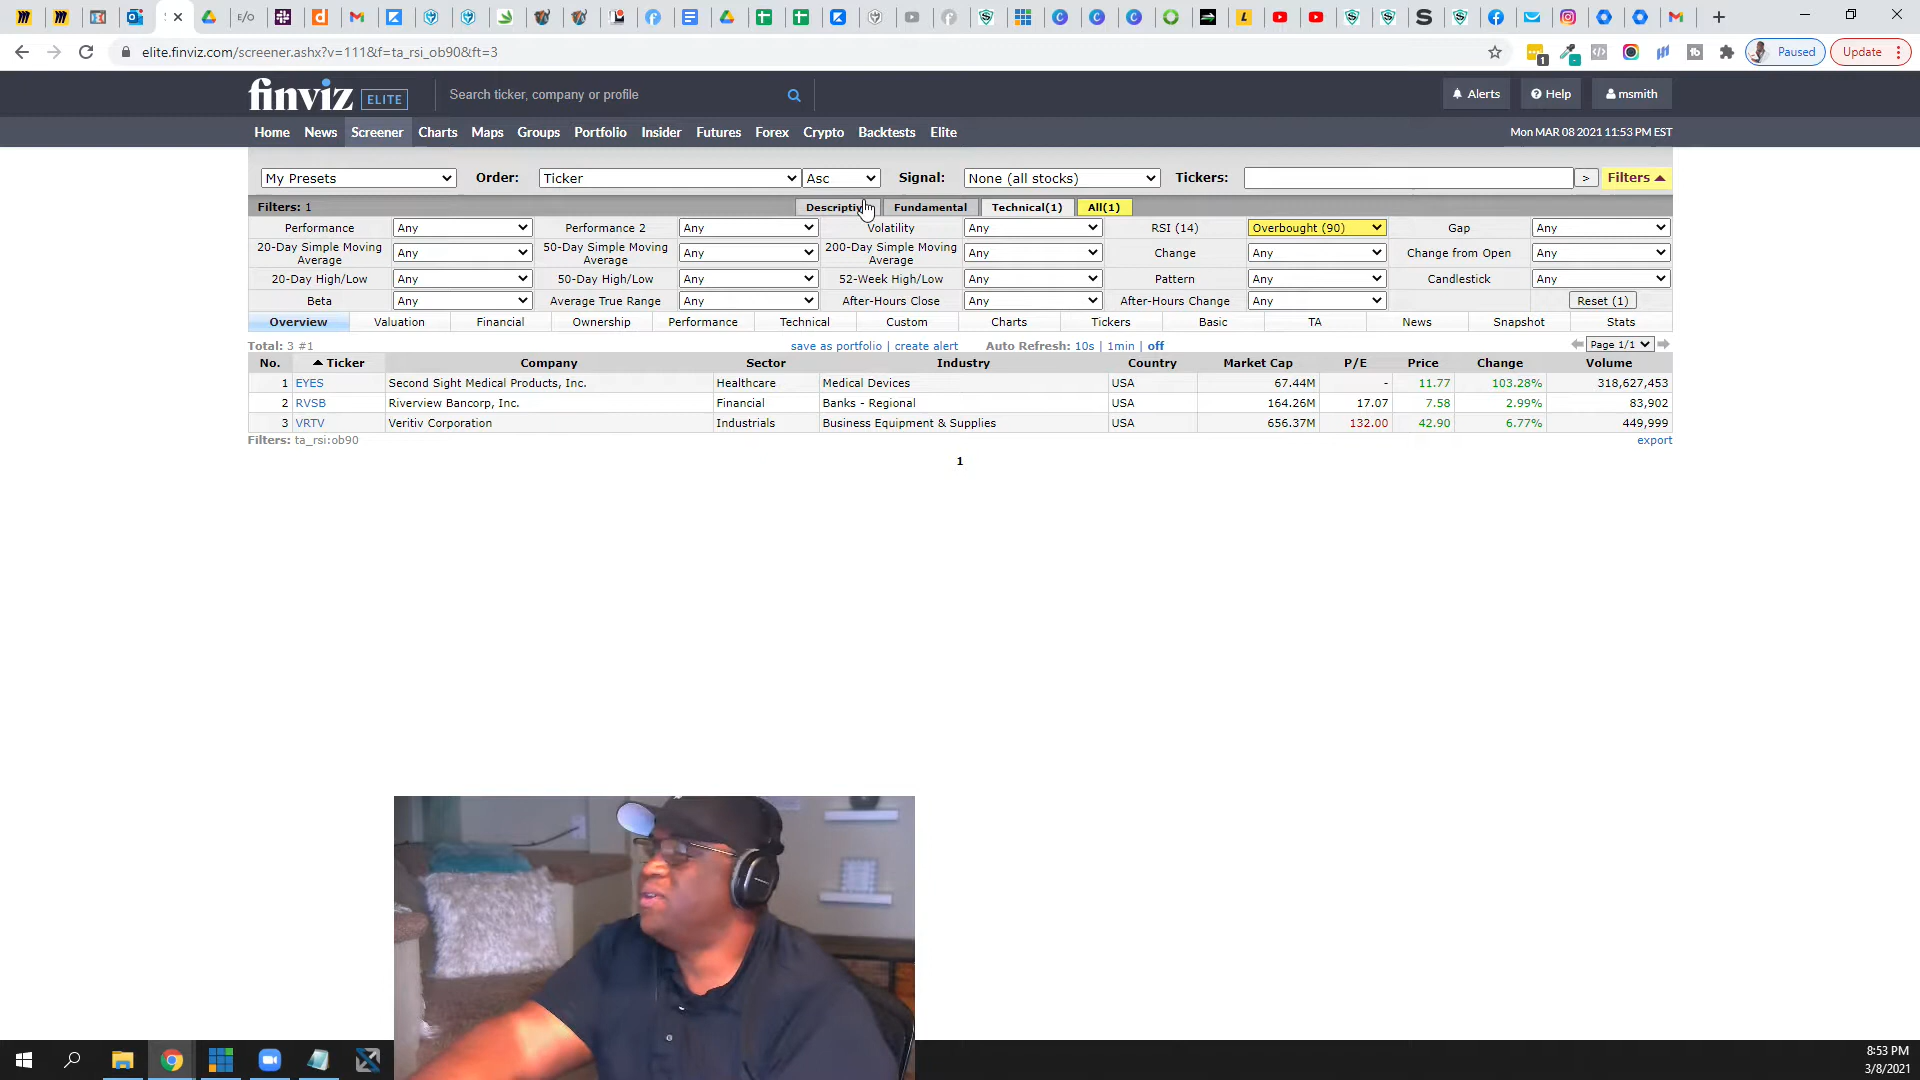 elite.finviz.com/screener.ashx?v=111&f=ta_rsi_ob90&ft=3
1
Paused
Update
finviz ELITE
Search ticker, company or profile
Alerts
Help
msmith
Home News Screener Charts Maps Groups Portfolio Insider Futures Forex Crypto Backtests Elite
Mon MAR 08 2021 11:53 PM EST
My Presets Order: Ticker Asc Signal: None (all stocks) Tickers: > Filters
Filters: 1 Fundamental Technical(1) All(1)
Performance Any Performance 2 Any Volatility Any RSI (14) Overbought (90) Gap Any
20-Day Simple Moving Average Any 50-Day Simple Moving Average Any 200-Day Simple Moving Average Any Change Any Change from Open Any
20-Day High/Low Any 50-Day High/Low Any 52-Week High/Low Any Pattern Any Candlestick Any
Beta Any Average True Range Any After-Hours Close Any After-Hours Change Any Reset (1)
Overview Valuation Financial Ownership Performance Technical Custom Charts Tickers Basic TA News Snapshot Stats
Total: 3 #1 save as portfolio | create alert Auto Refresh: 10s | 1min | off Page 1/1
No. Ticker Company Sector Industry Country Market Cap P/E Price Change Volume
1 EYES Second Sight Medical Products, Inc. Healthcare Medical Devices USA 67.44M - 11.77 103.28% 318,627,453
2 RVSB Riverview Bancorp, Inc. Financial Banks - Regional USA 164.26M 17.07 7.58 2.99% 83,902
3 VRTV Veritiv Corporation Industrials Business Equipment & Supplies USA 656.37M 132.00 42.90 6.77% 449,999
Filters: ta_rsi:ob90 export
1
8:53 PM
3/8/2021